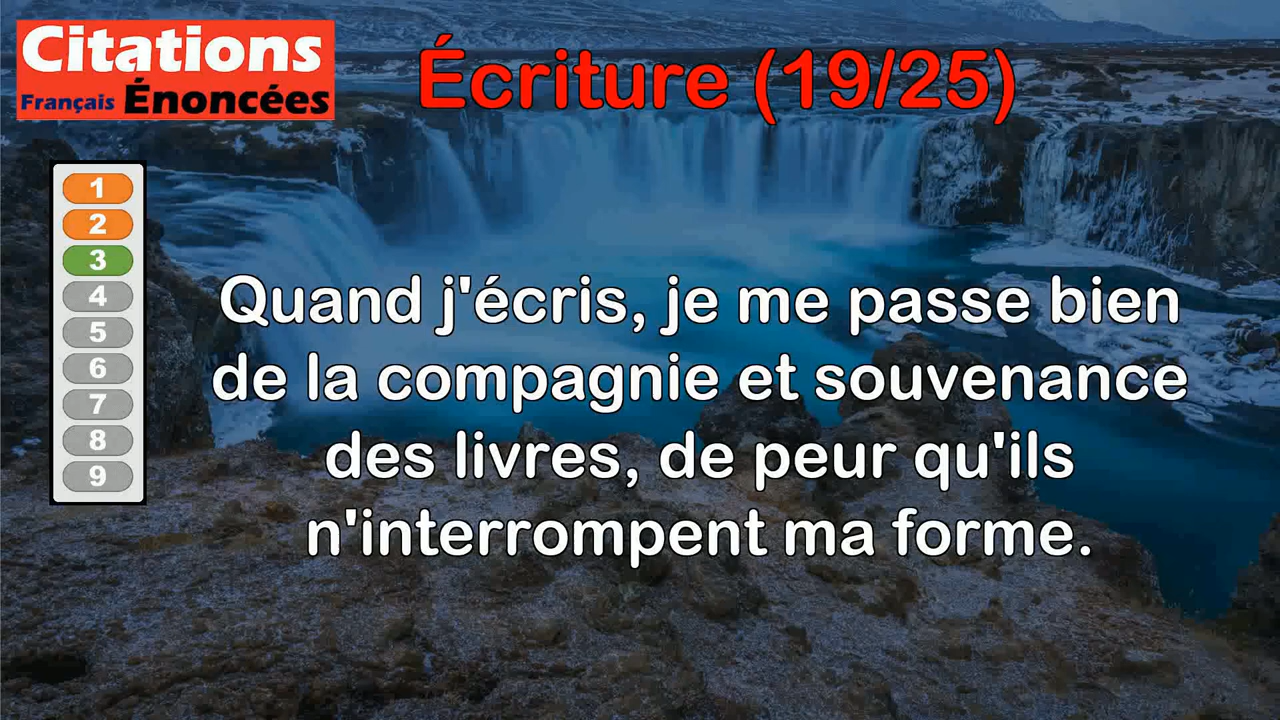 Citations
Français Énoncées
Écriture (19/25)
1
2
3
4
5
6
7
8
9
Quand j'écris, je me passe bien
de la compagnie et souvenance
des livres, de peur qu'ils
n'interrompent ma forme.